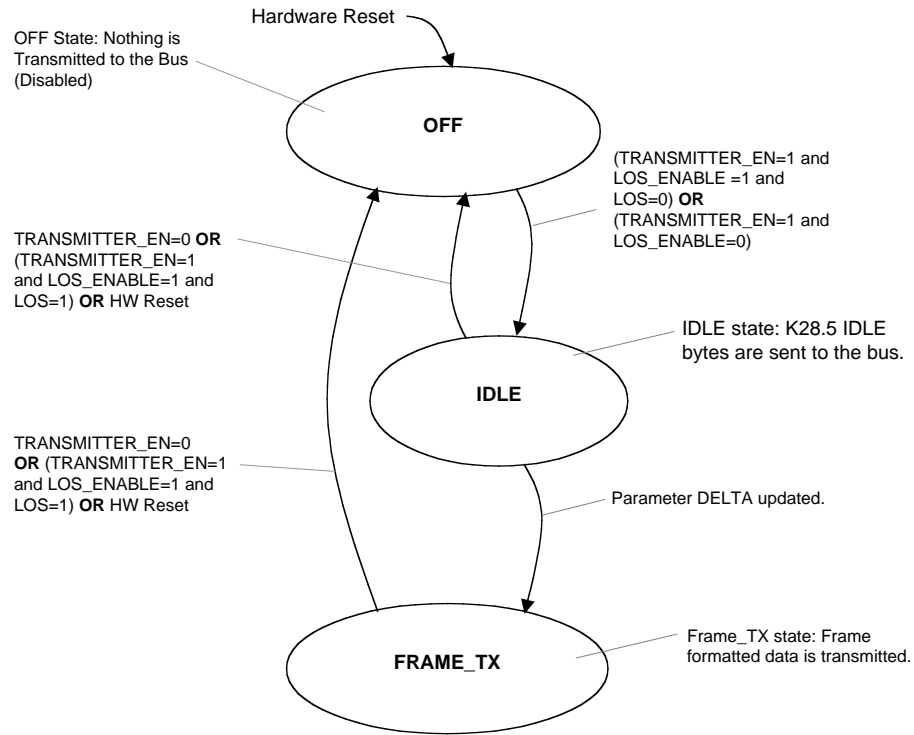 Hardware Reset
OFF State: Nothing is
Transmitted to the Bus
(Disabled)
OFF
(TRANSMITTER_EN=1 and
LOS_ENABLE =1 and
LOS=0) OR
(TRANSMITTER_EN=1 and
LOS_ENABLE=0)
TRANSMITTER_EN=0 OR
(TRANSMITTER_EN=1
and LOS_ENABLE=1 and
LOS=1) OR HW Reset
IDLE state: K28.5 IDLE
bytes are sent to the bus.
IDLE
TRANSMITTER_EN=0
OR (TRANSMITTER_EN=1
and LOS_ENABLE=1 and
LOS=1) OR HW Reset
Parameter DELTA updated.
Frame_TX state: Frame
formatted data is transmitted.
FRAME_TX